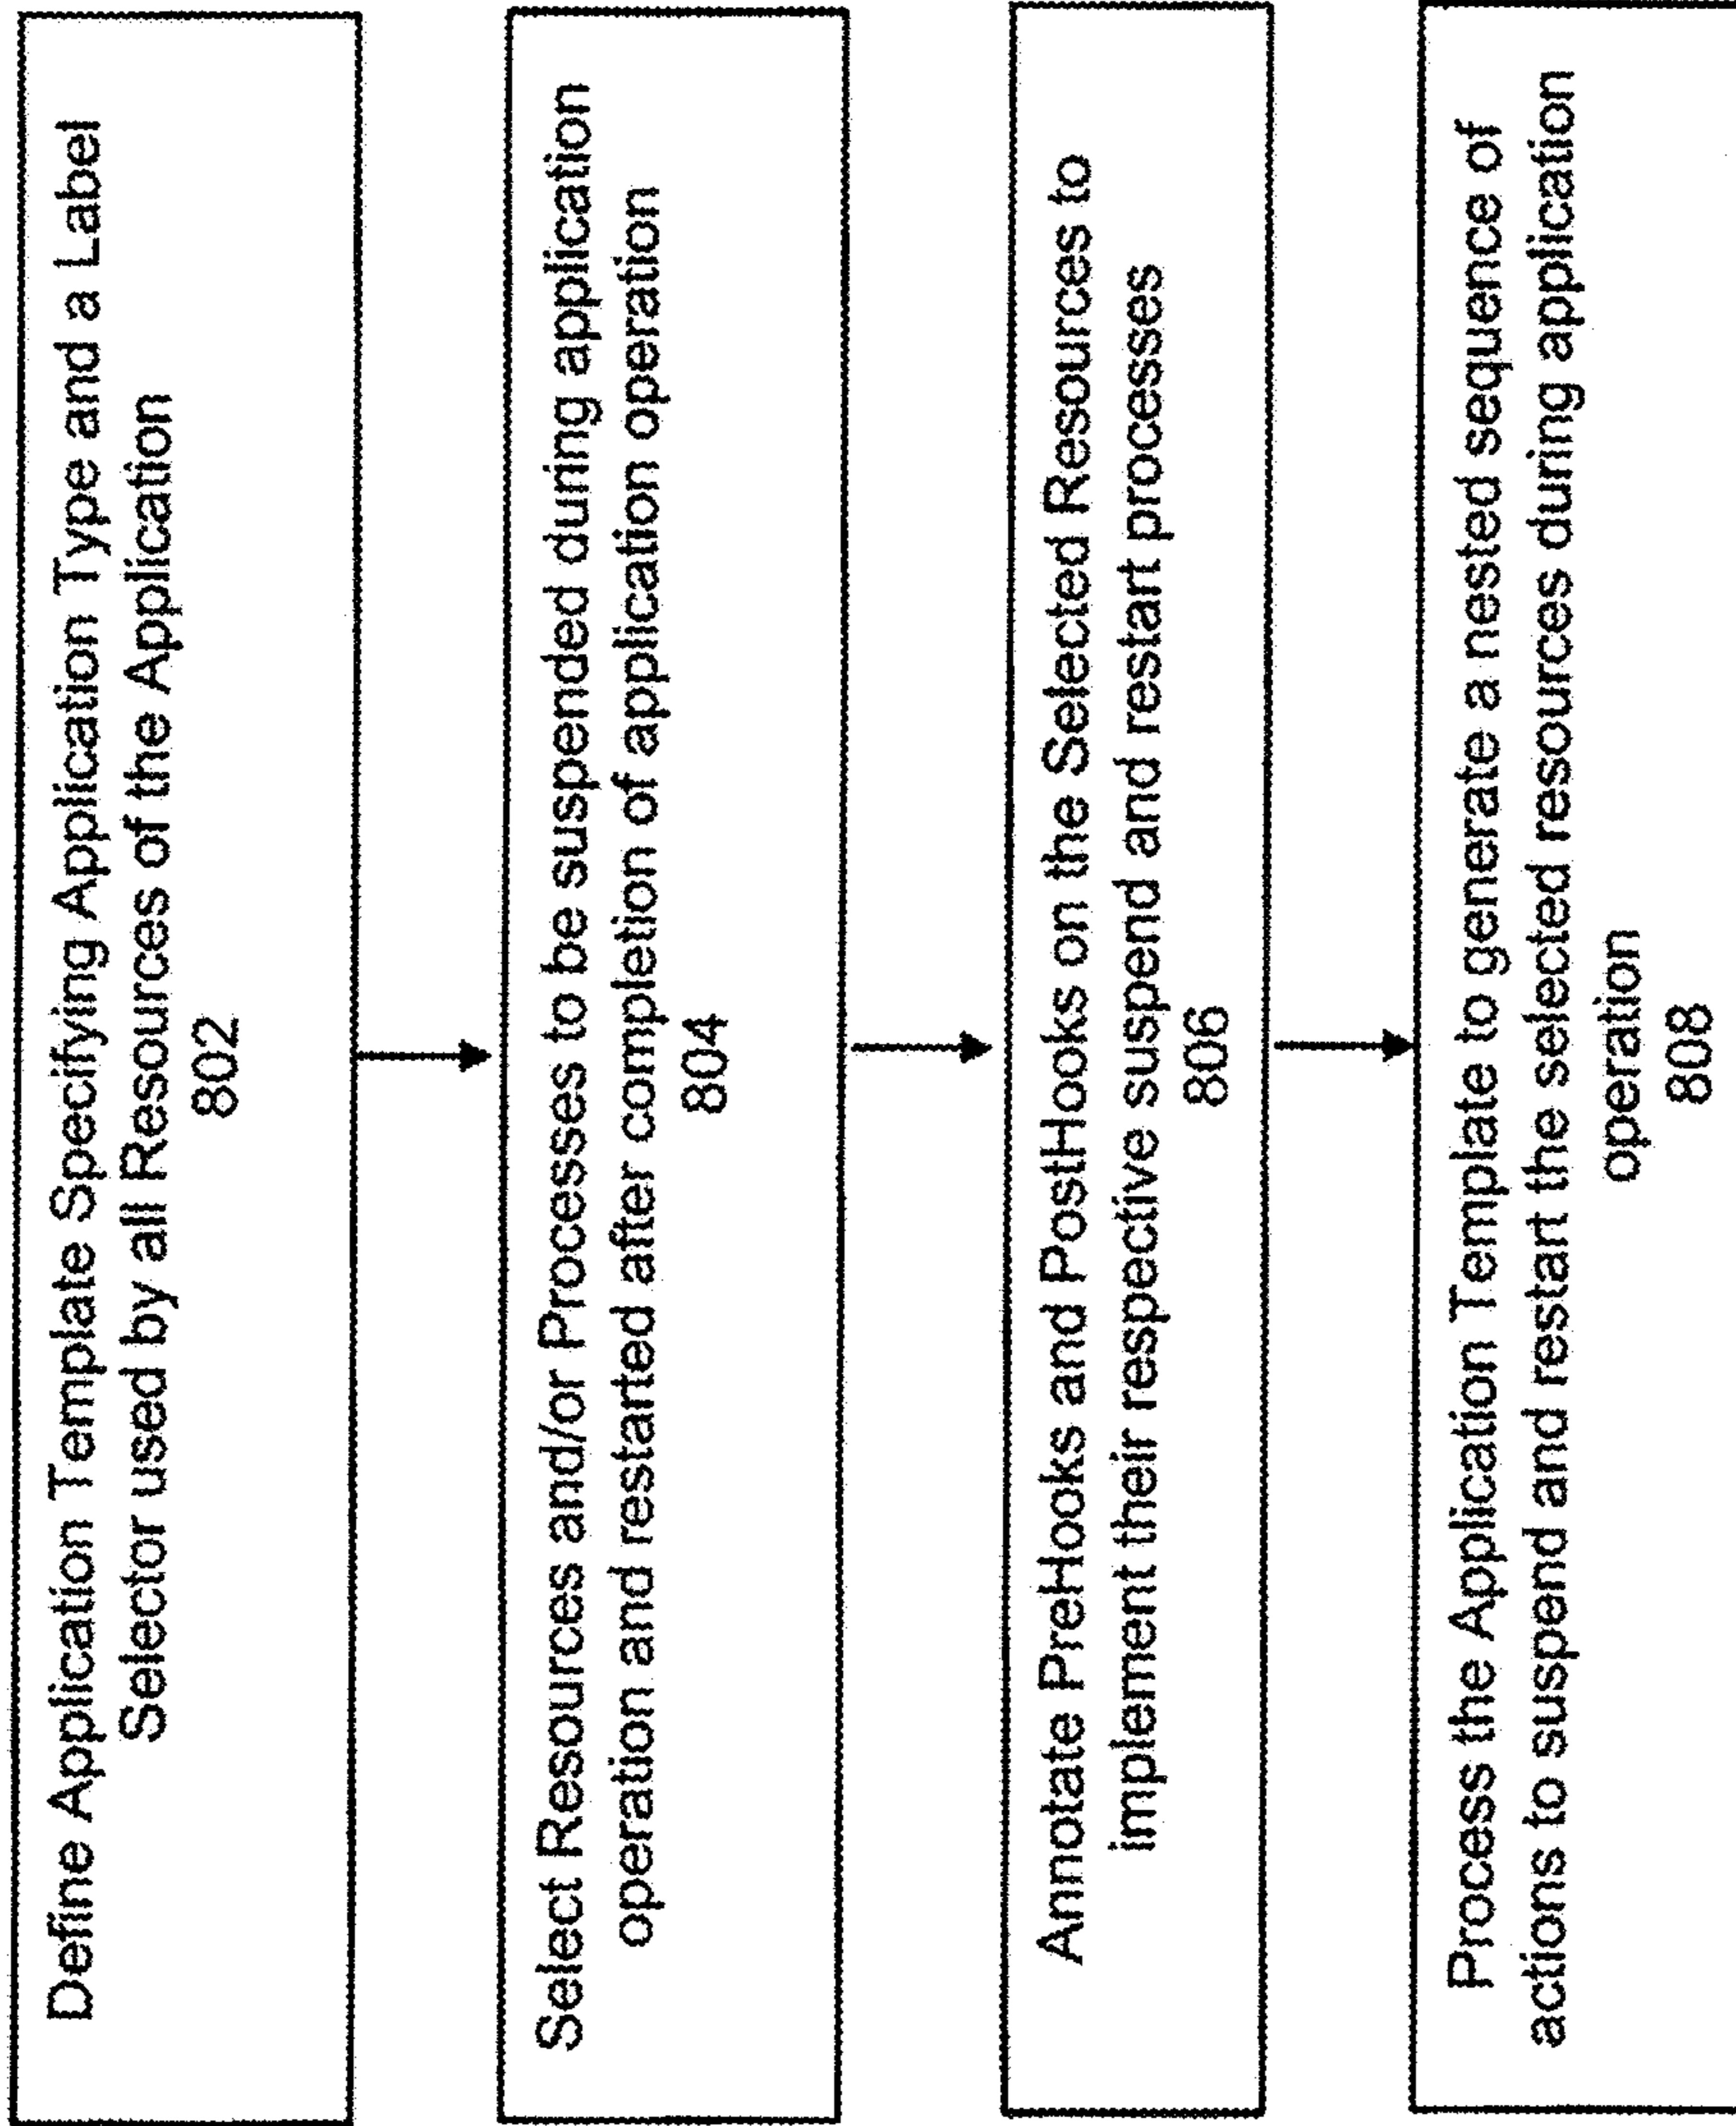 Define Application Template Specifying Application Type and a Label
Selector used by all Resources of the Application
802
Select Resources and/or Processes to be suspended during application
operation and restarted after completion of application operation
804
Annotate PreHooks and PostHooks on the Selected Resources to
implement their respective suspend and restart processes
806
Process the Application Template to generate a nested sequence of
actions to suspend and restart the selected resources during application
operation
808